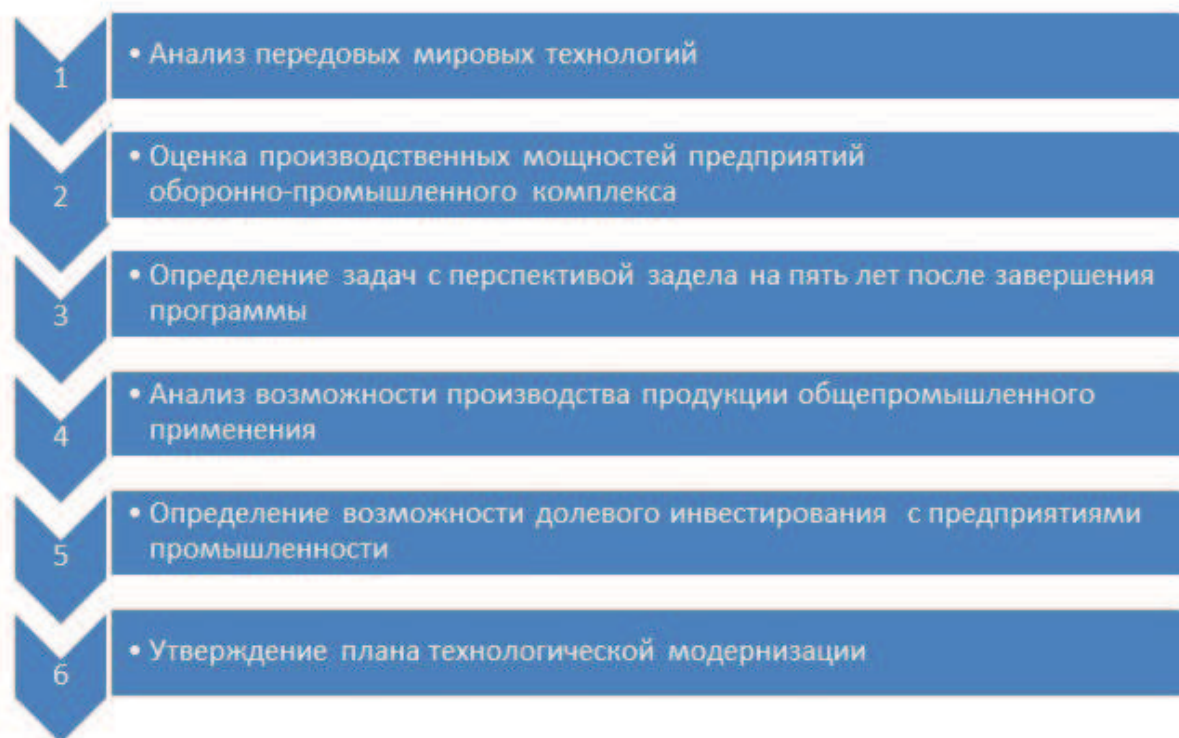 1
• Анализ передовых мировых технологий
2
• Оценка производственных мощностей предприятий
оборонно-промышленного комплекса
3
• Определение задач с перспективой задела на пять лет после завершения
программы
4
• Анализ возможности производства продукции общепромышленного
применения
5
• Определение возможности долевого инвестирования с предприятиями
промышленности
6
• Утверждение плана технологической модернизации